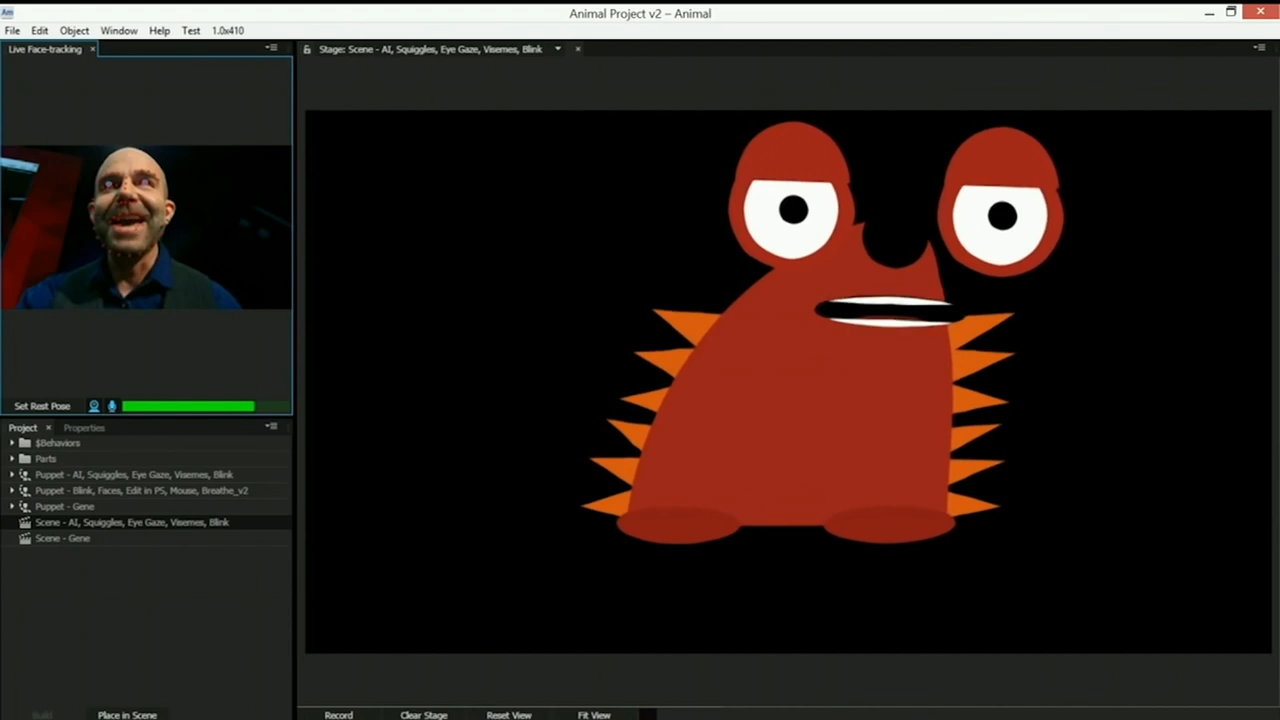 Animal Project v2 – Animal
Am
File Edit Object Window Help Test 1.0x410
Live Face-tracking
Stage: Scene - AI, Squiggles, Eye Gaze, Visemes, Blink
Set Rest Pose
Project Properties
$Behaviors
Parts
Puppet - AI, Squiggles, Eye Gaze, Visemes, Blink
Puppet - Blink, Faces, Edit in PS, Mouse, Breathe_v2
Puppet - Gene
Scene - AI, Squiggles, Eye Gaze, Visemes, Blink
Scene - Gene
Build Place in Scene Record Clear Stage Reset View Fit View